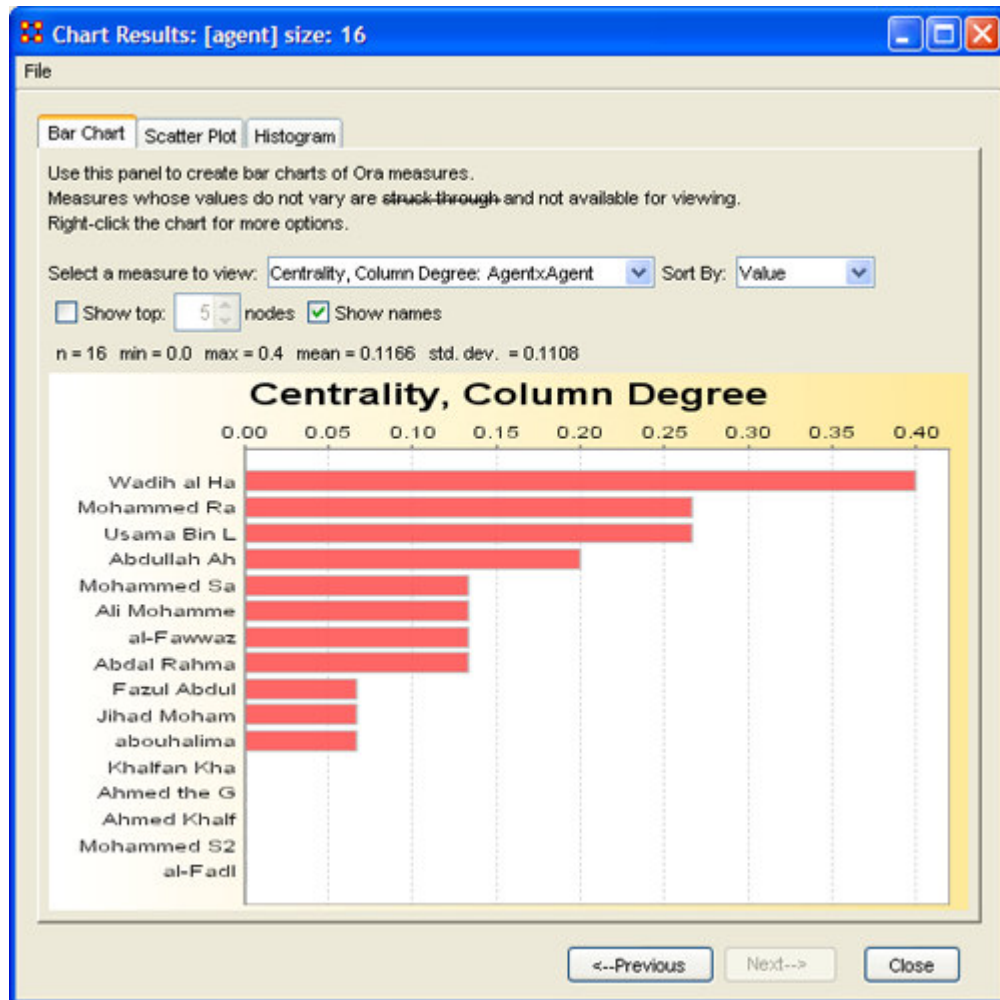 Chart Results: [agent] size: 16
File
Bar Chart Scatter Plot Histogram
Use this panel to create bar charts of Ora measures.
Measures whose values do not vary are struck through and not available for viewing.
Right-click the chart for more options.
Select a measure to view: Centrality, Column Degree: AgentxAgent Sort By: Value
Show top: 5 nodes Show names
n = 16 min = 0.0 max = 0.4 mean = 0.1166 std. dev. = 0.1108
Centrality, Column Degree
0.00 0.05 0.10 0.15 0.20 0.25 0.30 0.35 0.40
Wadih al Ha
Mohammed Ra
Usama Bin L
Abdullah Ah
Mohammed Sa
Ali Mohamme
al-Fawwaz
Abdal Rahma
Fazul Abdul
Jihad Moham
abouhalima
Khalfan Kha
Ahmed the G
Ahmed Khalf
Mohammed S2
al-Fadl
<--Previous Next--> Close